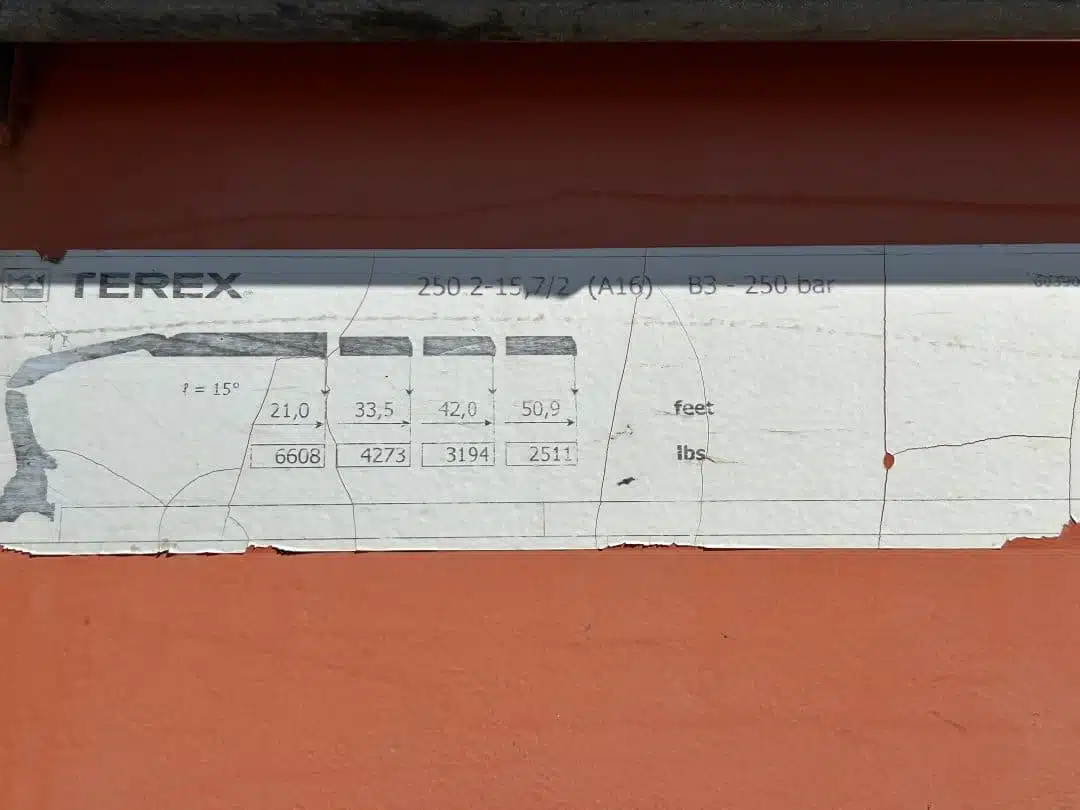 TEREX 250.2-15,7/2 (A16) B3 - 250 bar
= 15°
21,0 33,5 42,0 50,9 feet
6608 4273 3194 2511 lbs